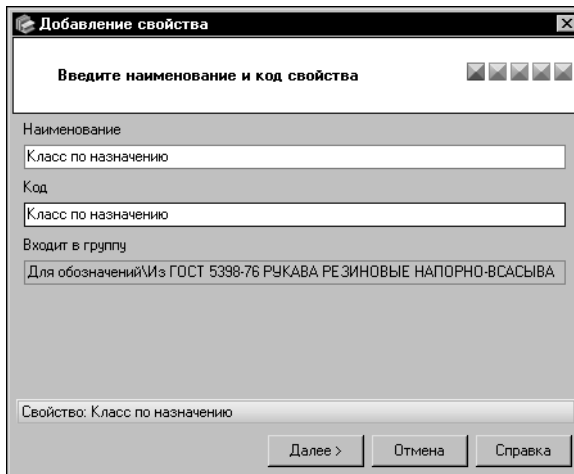 Добавление свойства
Введите наименование и код свойства
Наименование
Класс по назначению
Код
Класс по назначению
Входит в группу
Для обозначений\Из ГОСТ 5398-76 РУКАВА РЕЗИНОВЫЕ НАПОРНО-ВСАСЫВА
Свойство: Класс по назначению
Далее >
Отмена
Справка